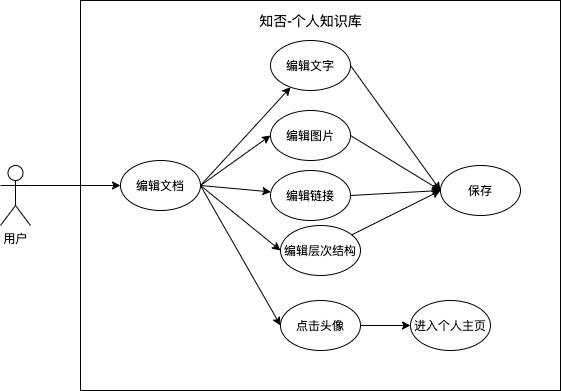 知否-个人知识库
编辑文字
编辑图片
编辑文档
编辑链接
保存
用户
编辑层次结构
点击头像
进入个人主页